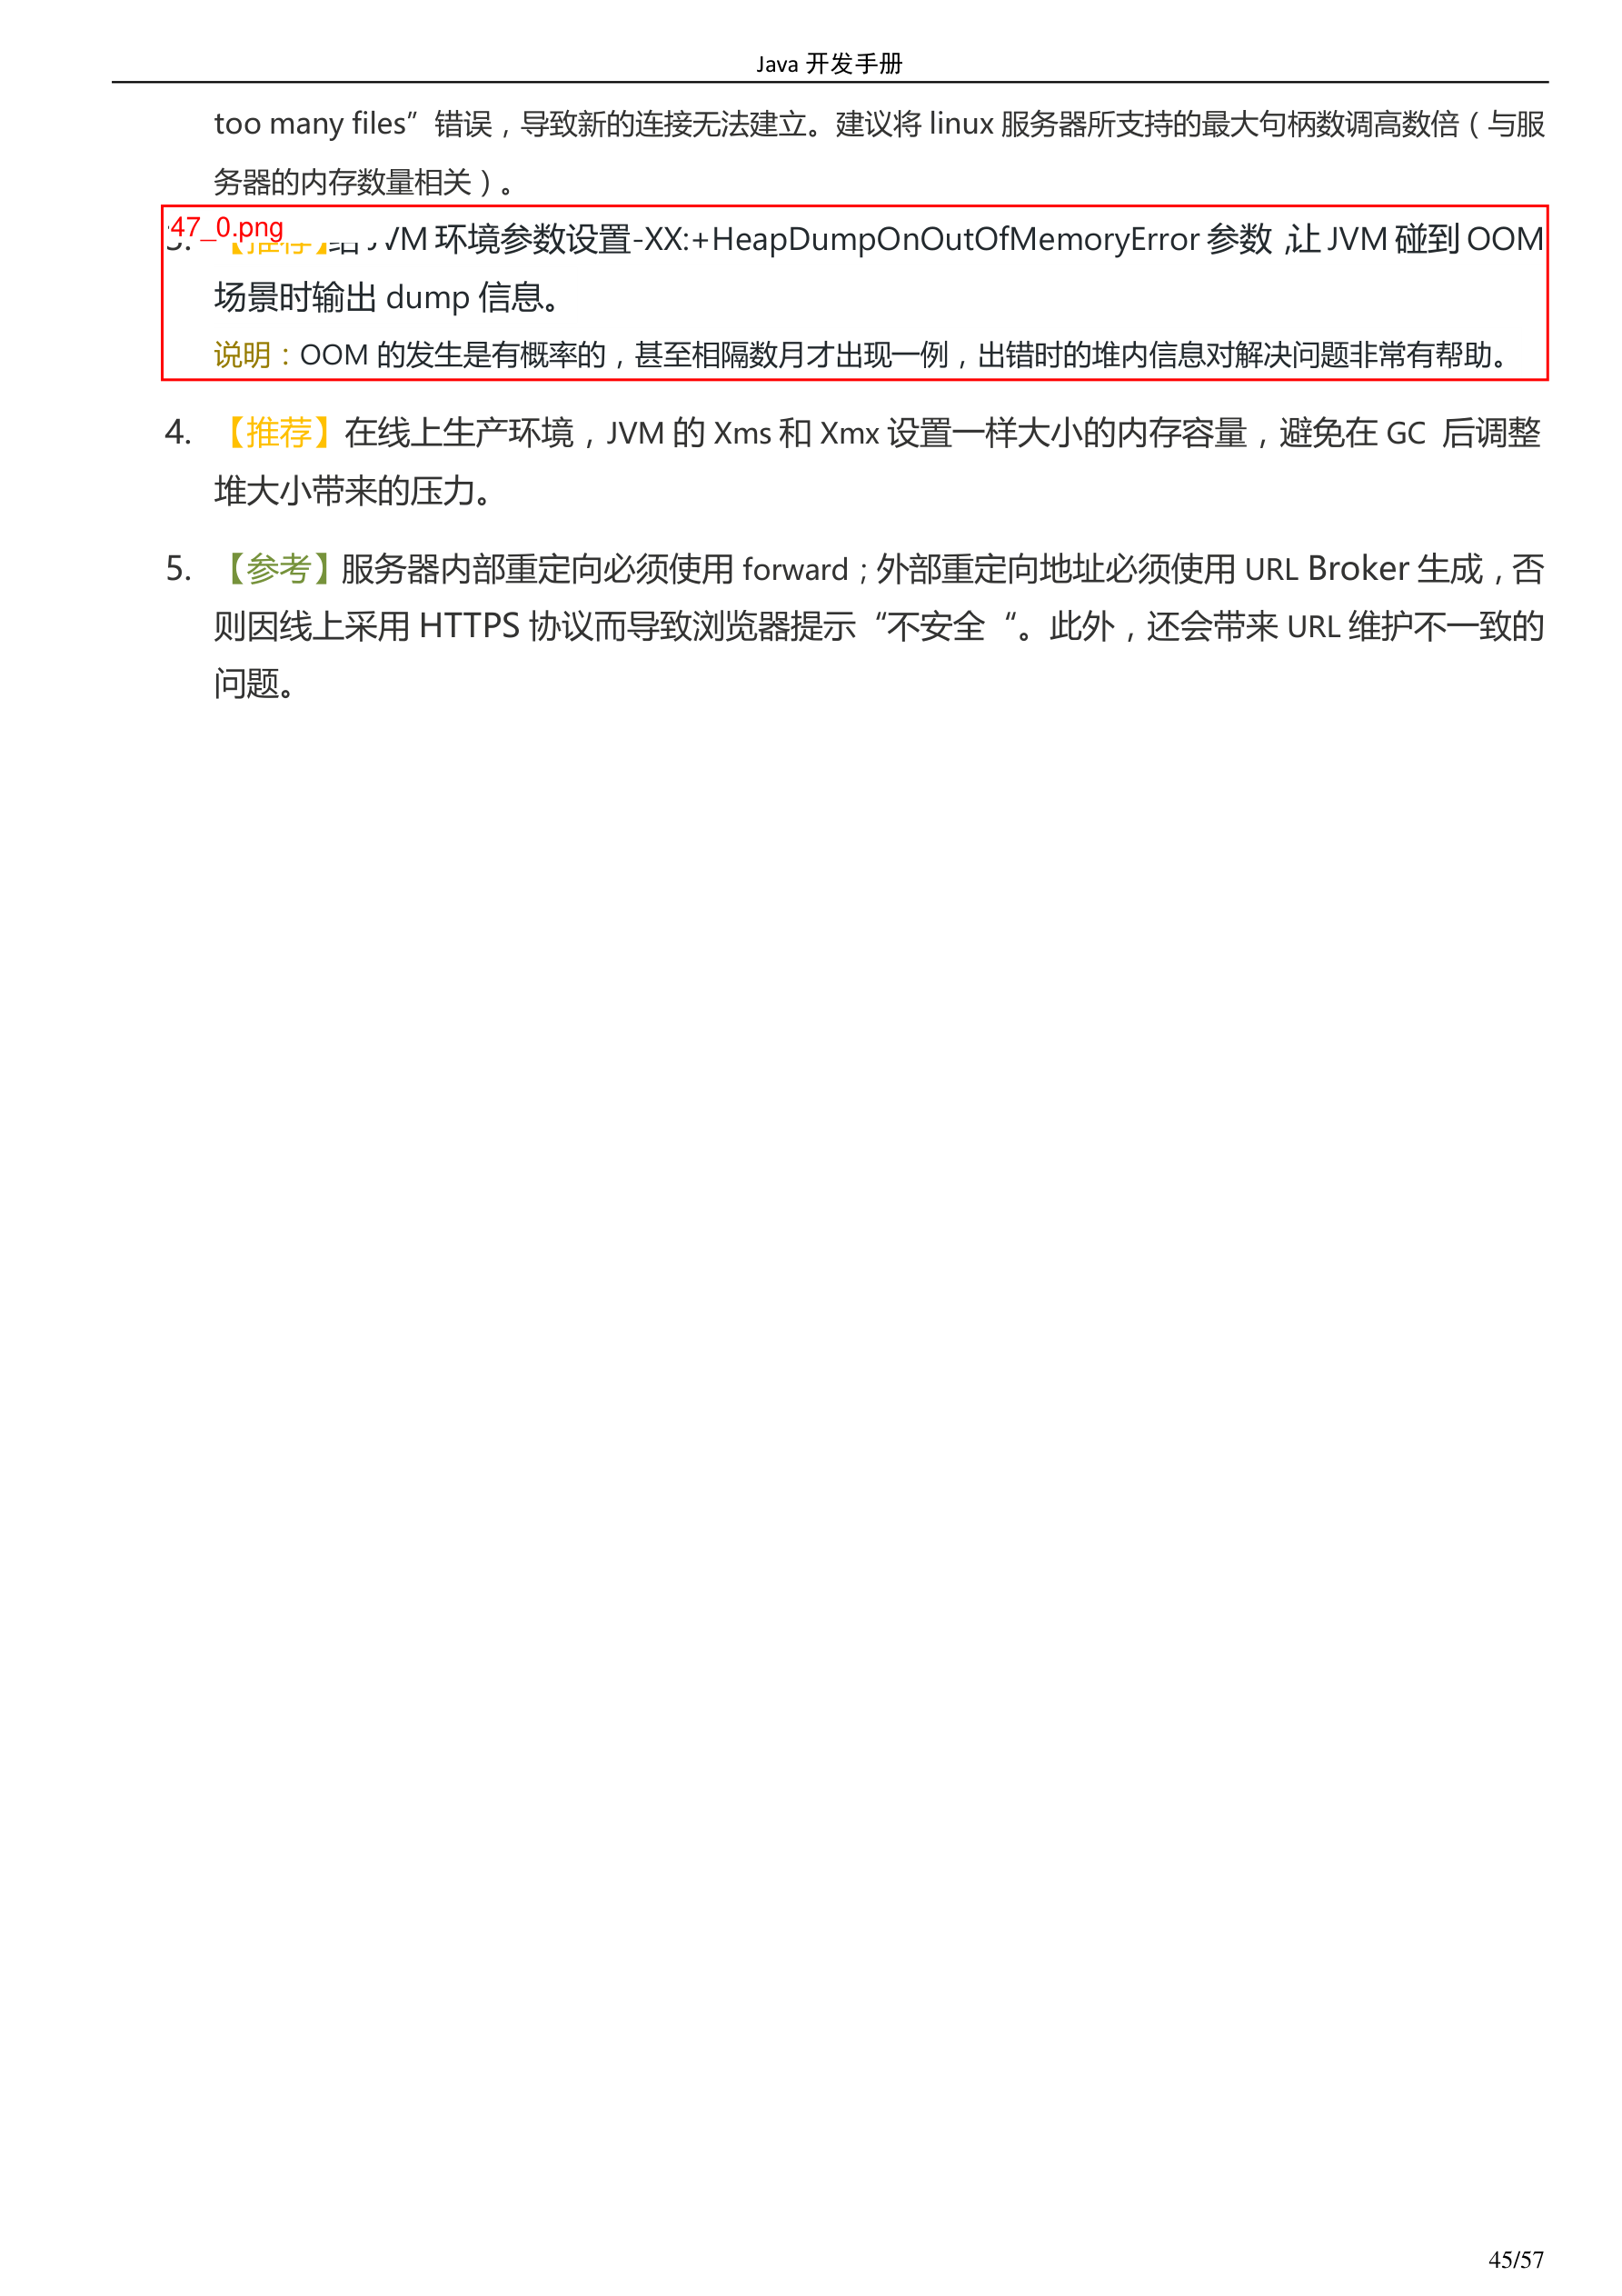 Java 开发手册
too many files”错误，导致新的连接无法建立。建议将 linux 服务器所支持的最大句柄数调高数倍（与服
务器的内存数量相关）。
47_0.png
VM 环境参数设置-XX:+HeapDumpOnOutOfMemoryError 参数，让 JVM 碰到 OOM
场景时输出 dump 信息。
说明：OOM 的发生是有概率的，甚至相隔数月才出现一例，出错时的堆内信息对解决问题非常有帮助。
4. 【推荐】在线上生产环境，JVM 的 Xms 和 Xmx 设置一样大小的内存容量，避免在 GC 后调整
堆大小带来的压力。
5. 【参考】服务器内部重定向必须使用 forward；外部重定向地址必须使用 URL Broker 生成，否
则因线上采用 HTTPS 协议而导致浏览器提示“不安全“。此外，还会带来 URL 维护不一致的
问题。
45/57